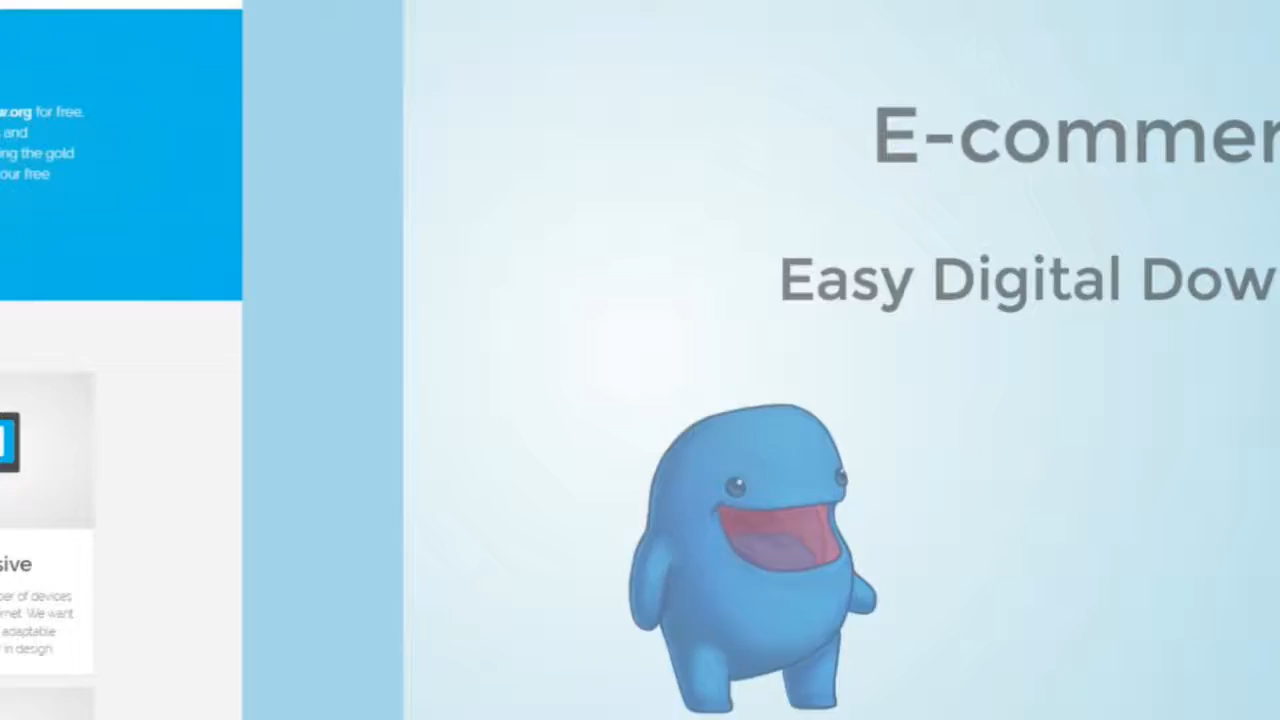 w.org for free.
and
ing the gold
our free
E-commer
Easy Digital Dow
sive
ber of devices
rnet. We want
adaptable
in design